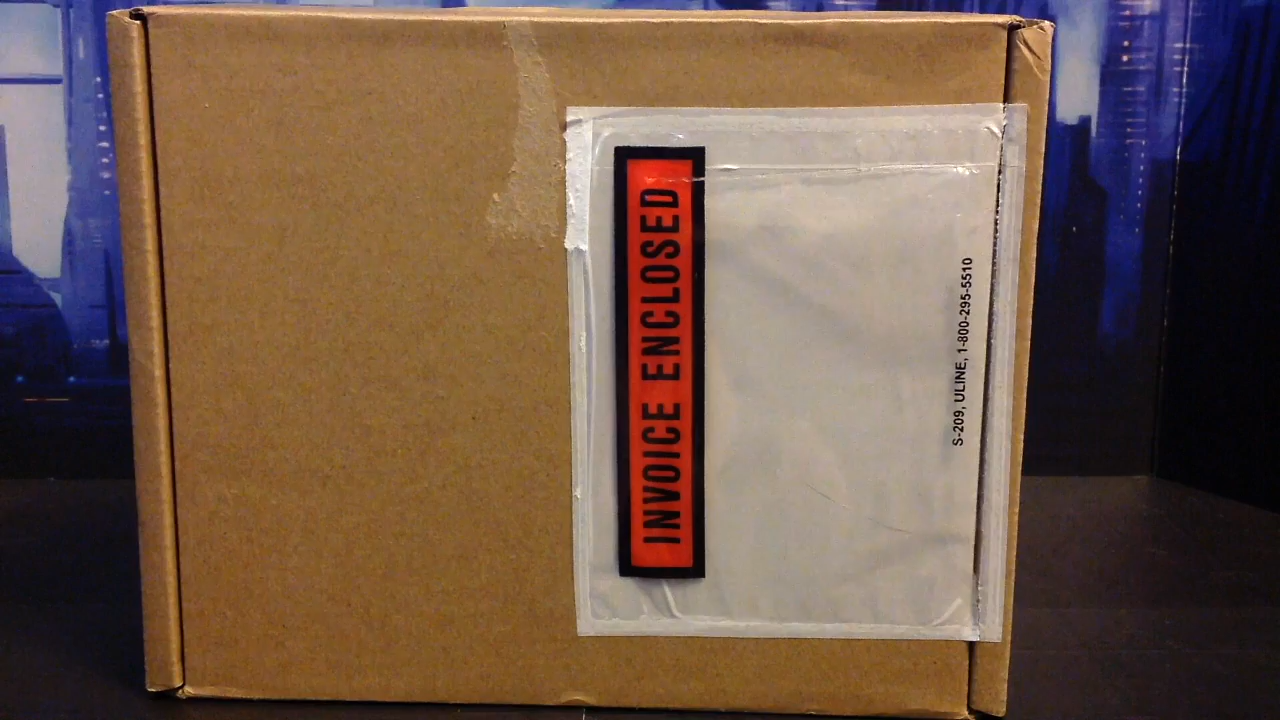 INVOICE ENCLOSED
S-209, ULINE, 1-800-295-5510